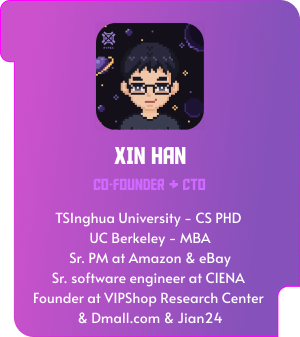 XIN HAN
CO-FOUNDER + CTO
TSInghua University - CS PHD
UC Berkeley - MBA
Sr. PM at Amazon & eBay
Sr. software engineer at CIENA
Founder at VIPShop Research Center
& Dmall.com & Jian24